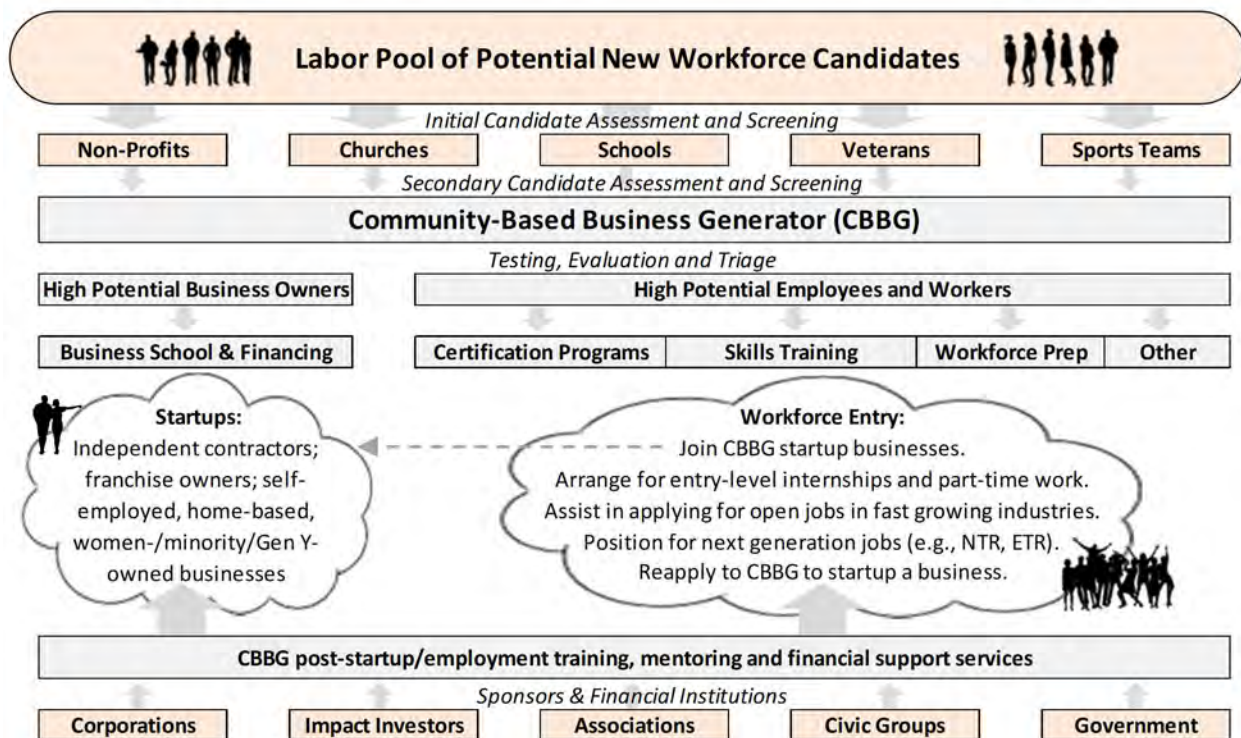 Labor Pool of Potential New Workforce Candidates
Initial Candidate Assessment and Screening
Non-Profits
Churches
Schools
Veterans
Sports Teams
Secondary Candidate Assessment and Screening
Community-Based Business Generator (CBBG)
Testing, Evaluation and Triage
High Potential Business Owners
High Potential Employees and Workers
Business School & Financing
Certification Programs
Skills Training
Workforce Prep
Other
Startups:
Independent contractors;
franchise owners; self-
employed, home-based,
women-/minority/Gen Y-
owned businesses
Workforce Entry:
Join CBBG startup businesses.
Arrange for entry-level internships and part-time work.
Assist in applying for open jobs in fast growing industries.
Position for next generation jobs (e.g., NTR, ETR).
Reapply to CBBG to startup a business.
CBBG post-startup/employment training, mentoring and financial support services
Sponsors & Financial Institutions
Corporations
Impact Investors
Associations
Civic Groups
Government